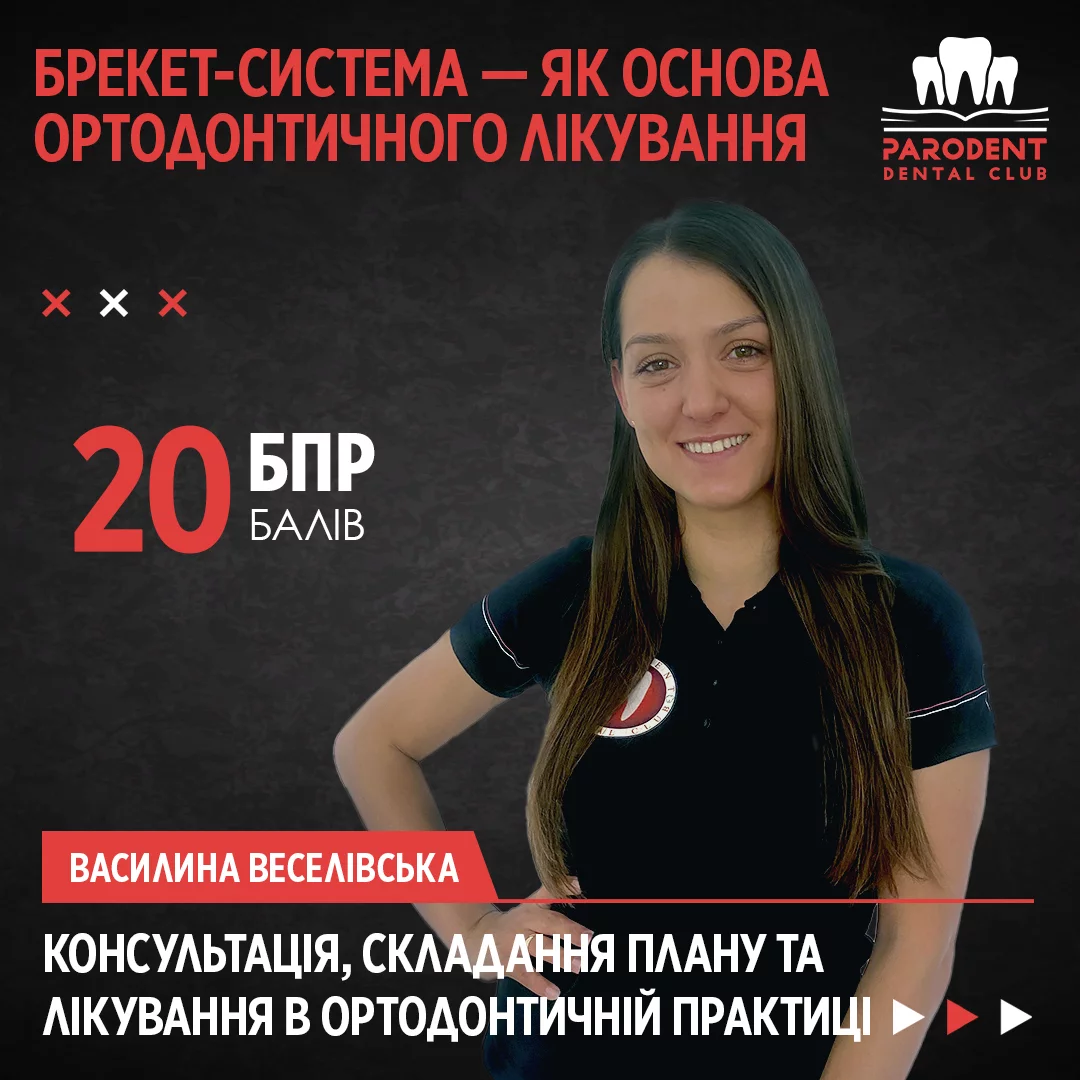 БРЕКЕТ-СИСТЕМА — ЯК ОСНОВА
ОРТОДОНТИЧНОГО ЛІКУВАННЯ
PARODENT
DENTAL CLUB
20 БПР
БАЛІВ
ВАСИЛИНА ВЕСЕЛІВСЬКА
КОНСУЛЬТАЦІЯ, СКЛАДАННЯ ПЛАНУ ТА
ЛІКУВАННЯ В ОРТОДОНТИЧНІЙ ПРАКТИЦІ